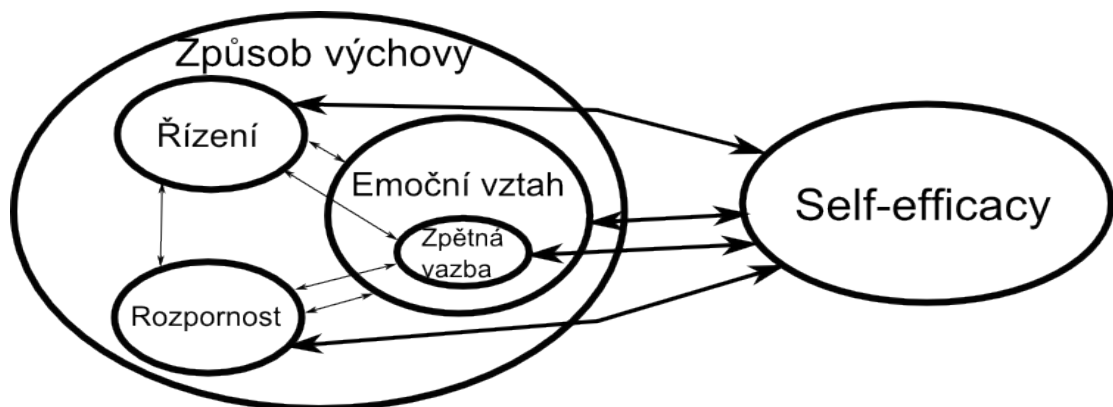 Způsob výchovy
Řízení
Emoční vztah
Zpětná
vazba
Rozpornost
Self-efficacy